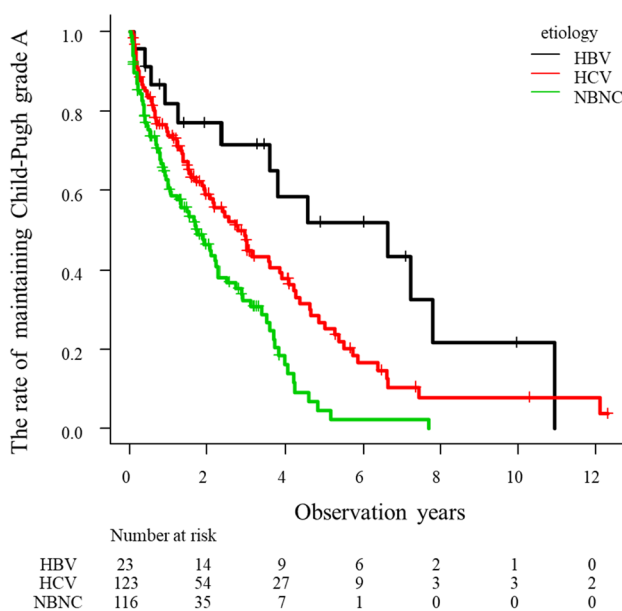 The rate of maintaining Child-Pugh grade A
1.0
0.8
0.6
0.4
0.2
0.0
etiology
HBV
HCV
NBNC
0 2 4 6 8 10 12
Observation years
Number at risk
HBV 23 14 9 6 2 1 0
HCV 123 54 27 9 3 3 2
NBNC 116 35 7 1 0 0 0